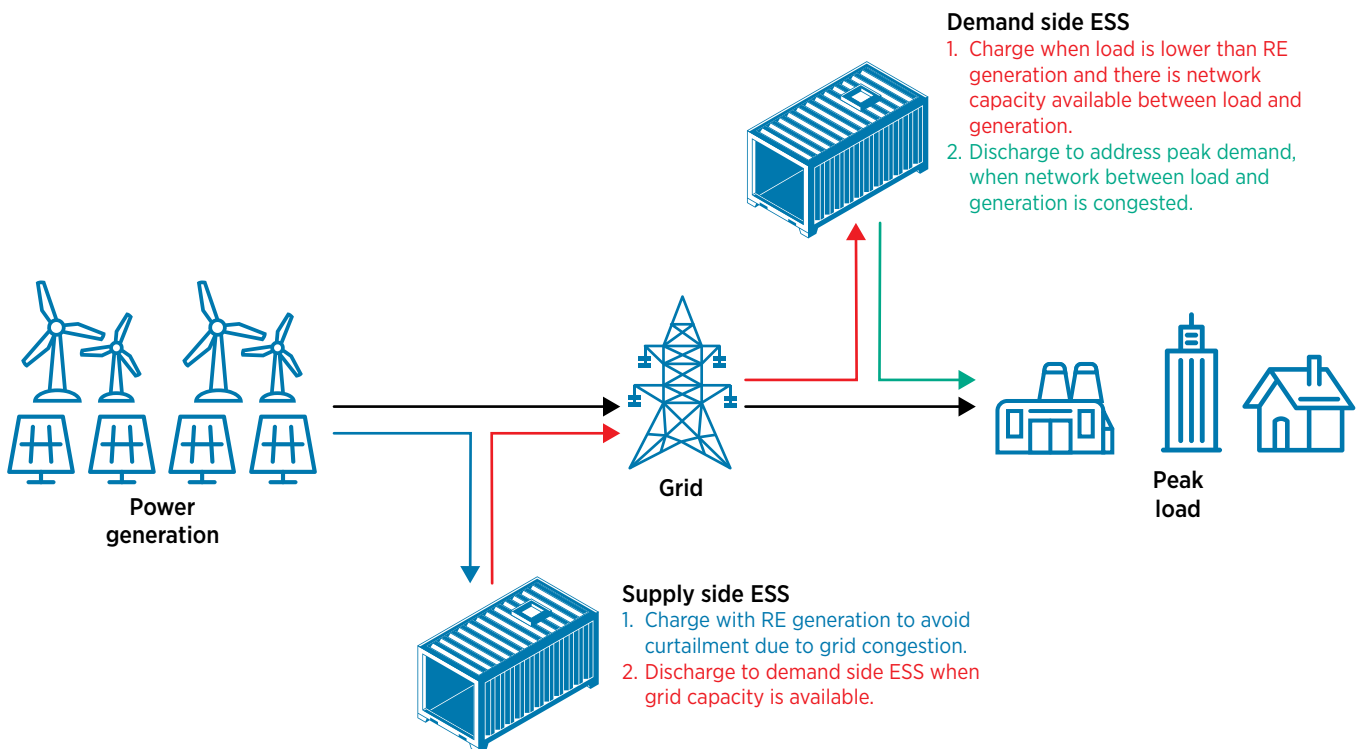 Demand side ESS
1. Charge when load is lower than RE
generation and there is network
capacity available between load and
generation.
2. Discharge to address peak demand,
when network between load and
generation is congested.
Power
generation
Grid
Peak
load
Supply side ESS
1. Charge with RE generation to avoid
curtailment due to grid congestion.
2. Discharge to demand side ESS when
grid capacity is available.